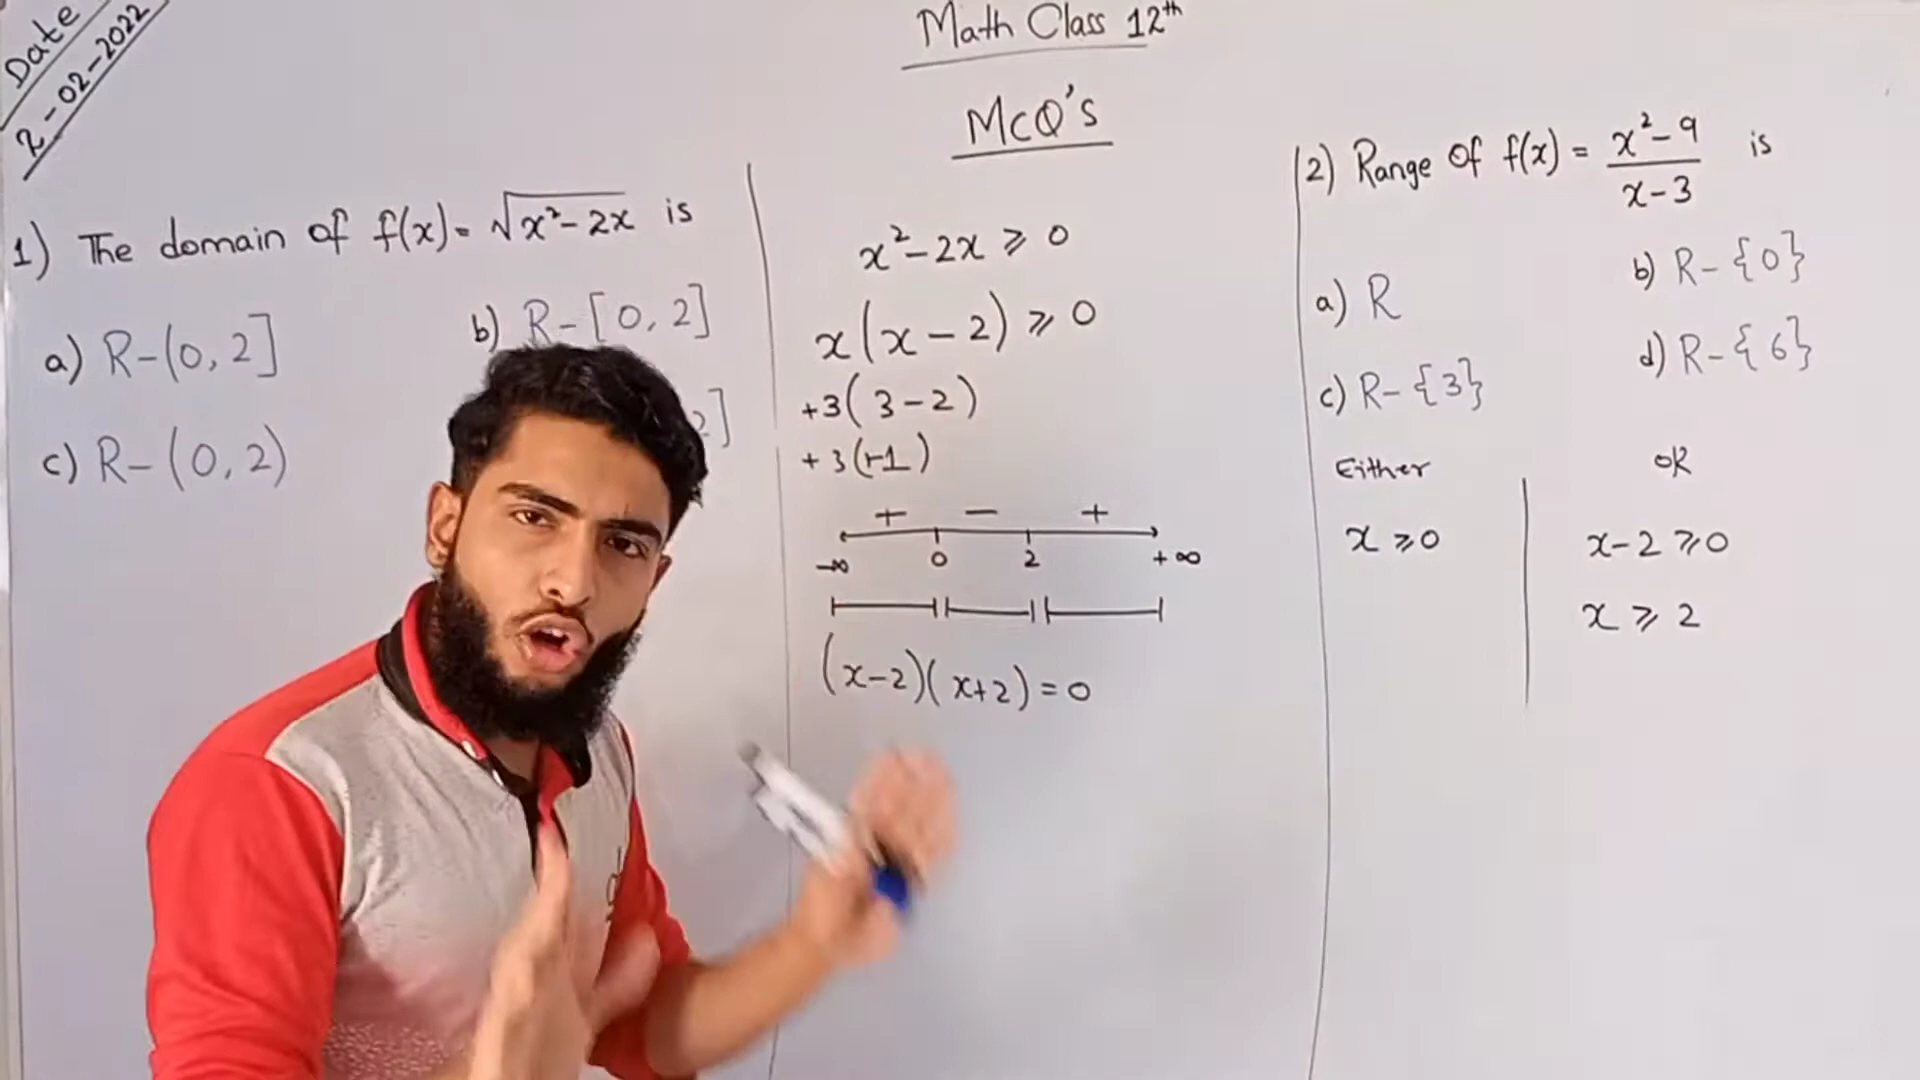 Date
2-02-2022
Math Class 12th
MCQ's
1) The domain of f(x) = √x²-2x is
a) R-(0, 2]
b) R-[0, 2]
c) R-(0, 2)
2]
x²-2x ⩾ 0
x(x-2) ⩾ 0
+3(3-2)
+3(+1)
+ - +
-∞ 0 2 +∞
(x-2)(x+2) = 0
2) Range of f(x) = x²-9 / x-3 is
a) R
b) R-{0}
c) R-{3}
d) R-{6}
Either
OR
x ⩾ 0
x-2 ⩾ 0
x ⩾ 2